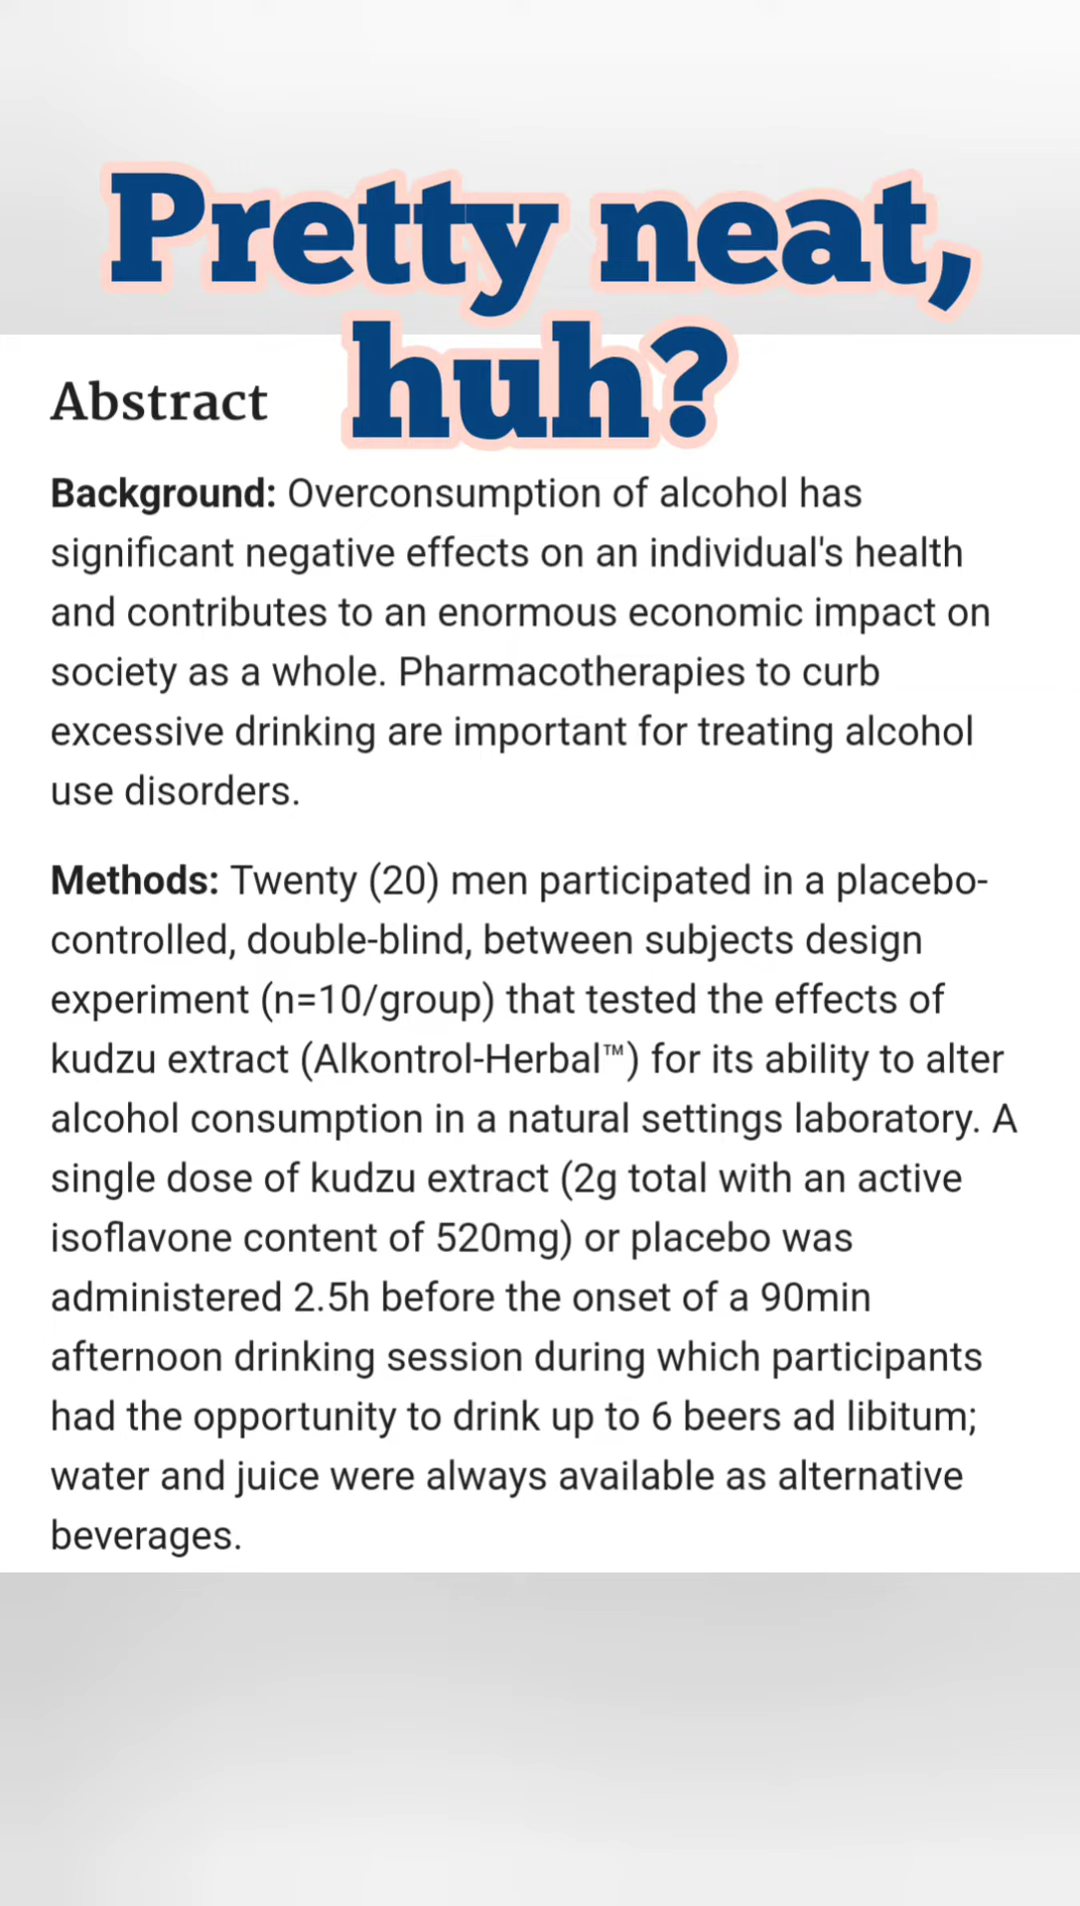 Pretty neat,
huh?
Abstract
Background: Overconsumption of alcohol has
significant negative effects on an individual's health
and contributes to an enormous economic impact on
society as a whole. Pharmacotherapies to curb
excessive drinking are important for treating alcohol
use disorders.
Methods: Twenty (20) men participated in a placebo-
controlled, double-blind, between subjects design
experiment (n=10/group) that tested the effects of
kudzu extract (Alkontrol-Herbal™) for its ability to alter
alcohol consumption in a natural settings laboratory. A
single dose of kudzu extract (2g total with an active
isoflavone content of 520mg) or placebo was
administered 2.5h before the onset of a 90min
afternoon drinking session during which participants
had the opportunity to drink up to 6 beers ad libitum;
water and juice were always available as alternative
beverages.